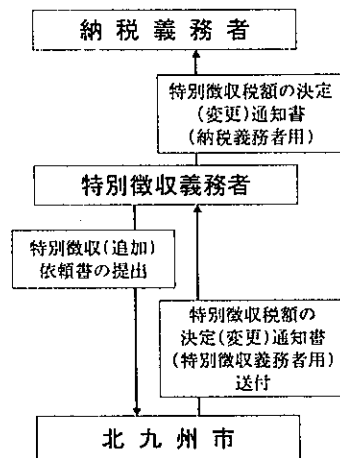 納税義務者
特別徴収税額の決定
(変更)通知書
(納税義務者用)
特別徴収義務者
特別徴収(追加)
依頼書の提出
特別徴収税額の
決定(変更)通知書
(特別徴収義務者用)
送付
北九州市